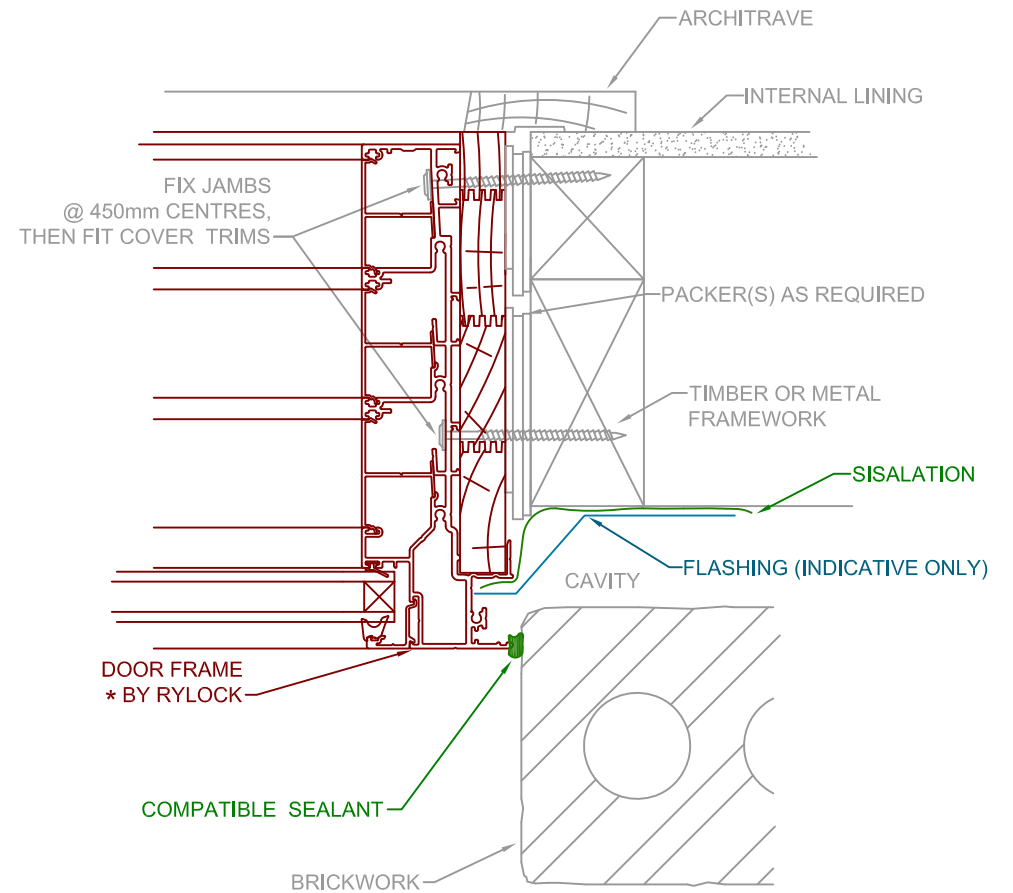 ARCHITRAVE
INTERNAL LINING
FIX JAMBS
@ 450mm CENTRES,
THEN FIT COVER TRIMS
PACKER(S) AS REQUIRED
TIMBER OR METAL
FRAMEWORK
SISALATION
FLASHING (INDICATIVE ONLY)
CAVITY
DOOR FRAME
* BY RYLOCK
COMPATIBLE SEALANT
BRICKWORK